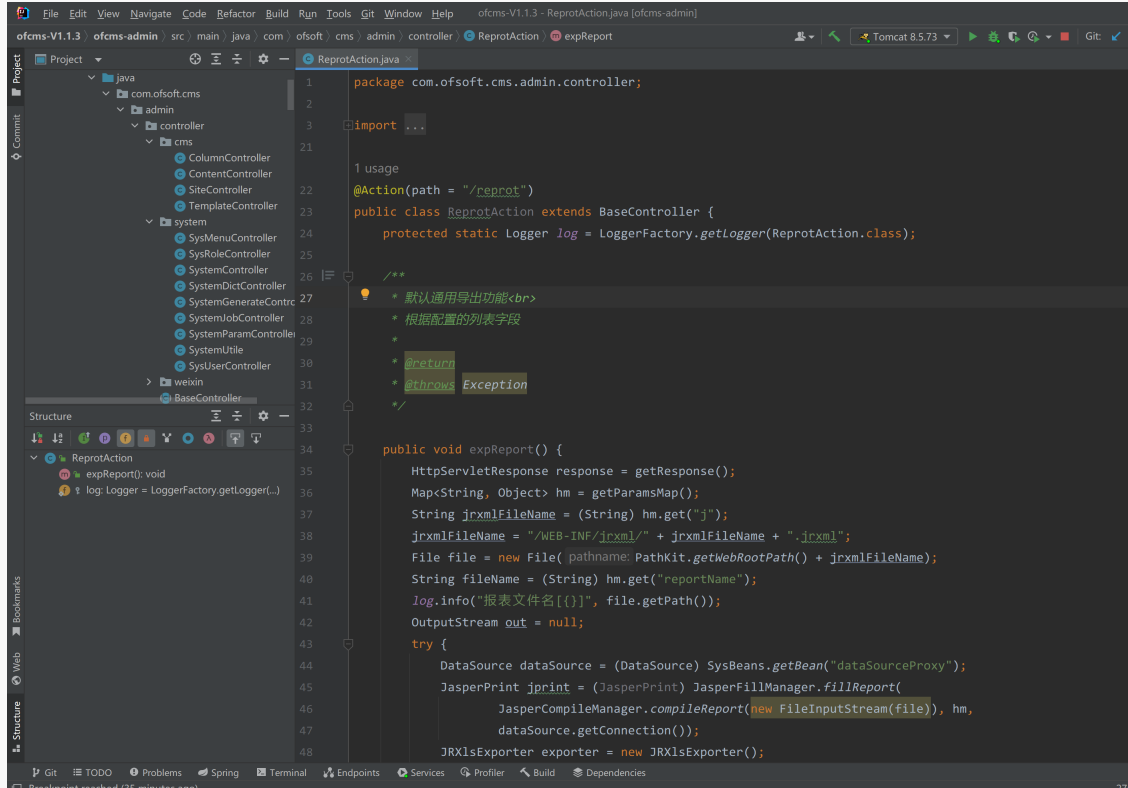 File Edit View Navigate Code Refactor Build Run Tools Git Window Help ofcms-V1.1.3 - ReprotAction.java [ofcms-admin]
ofcms-V1.1.3 ofcms-admin src main java com ofsoft cms admin controller ReprotAction expReport Tomcat 8.5.73 Git:
Project
ReprotAction.java
Project
Commit
java
com.ofsoft.cms
admin
controller
cms
ColumnController
ContentController
SiteController
TemplateController
system
SysMenuController
SysRoleController
SystemController
SystemDictController
SystemGenerateContrc
SystemJobController
SystemParamController
SystemUtile
SysUserController
weixin
BaseController
Structure
ReprotAction
expReport(): void
log: Logger = LoggerFactory.getLogger(...)
Bookmarks
Web
Structure
1 package com.ofsoft.cms.admin.controller;
2
3 import ...
21
1 usage
22 @Action(path = "/reprot")
23 public class ReprotAction extends BaseController {
24 protected static Logger log = LoggerFactory.getLogger(ReprotAction.class);
25
26 /**
27 * 默认通用导出功能<br>
28 * 根据配置的列表字段
29 *
30 * @return
31 * @throws Exception
32 */
33
34 public void expReport() {
35 HttpServletResponse response = getResponse();
36 Map<String, Object> hm = getParamsMap();
37 String jrxmlFileName = (String) hm.get("j");
38 jrxmlFileName = "/WEB-INF/jrxml/" + jrxmlFileName + ".jrxml";
39 File file = new File( pathname: PathKit.getWebRootPath() + jrxmlFileName);
40 String fileName = (String) hm.get("reportName");
41 log.info("报表文件名[{}]", file.getPath());
42 OutputStream out = null;
43 try {
44 DataSource dataSource = (DataSource) SysBeans.getBean("dataSourceProxy");
45 JasperPrint jprint = (JasperPrint) JasperFillManager.fillReport(
46 JasperCompileManager.compileReport(new FileInputStream(file)), hm,
47 dataSource.getConnection());
48 JRXlsExporter exporter = new JRXlsExporter();
Git TODO Problems Spring Terminal Endpoints Services Profiler Build Dependencies